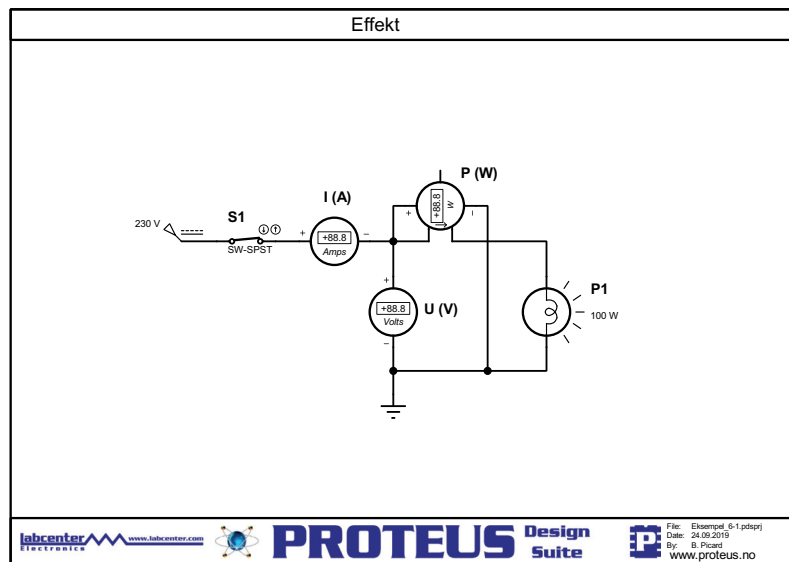 Effekt
P (W)
+88.8
W
+
−
I (A)
S1
230 V
+
+88.8
−
SW-SPST
Amps
+
+88.8
Volts
−
U (V)
P1
100 W
labcenter www.labcenter.com
Electronics
PROTEUS Design Suite
File: Eksempel_6-1.pdsprj
Date: 24.09.2019
By: B. Picard
www.proteus.no